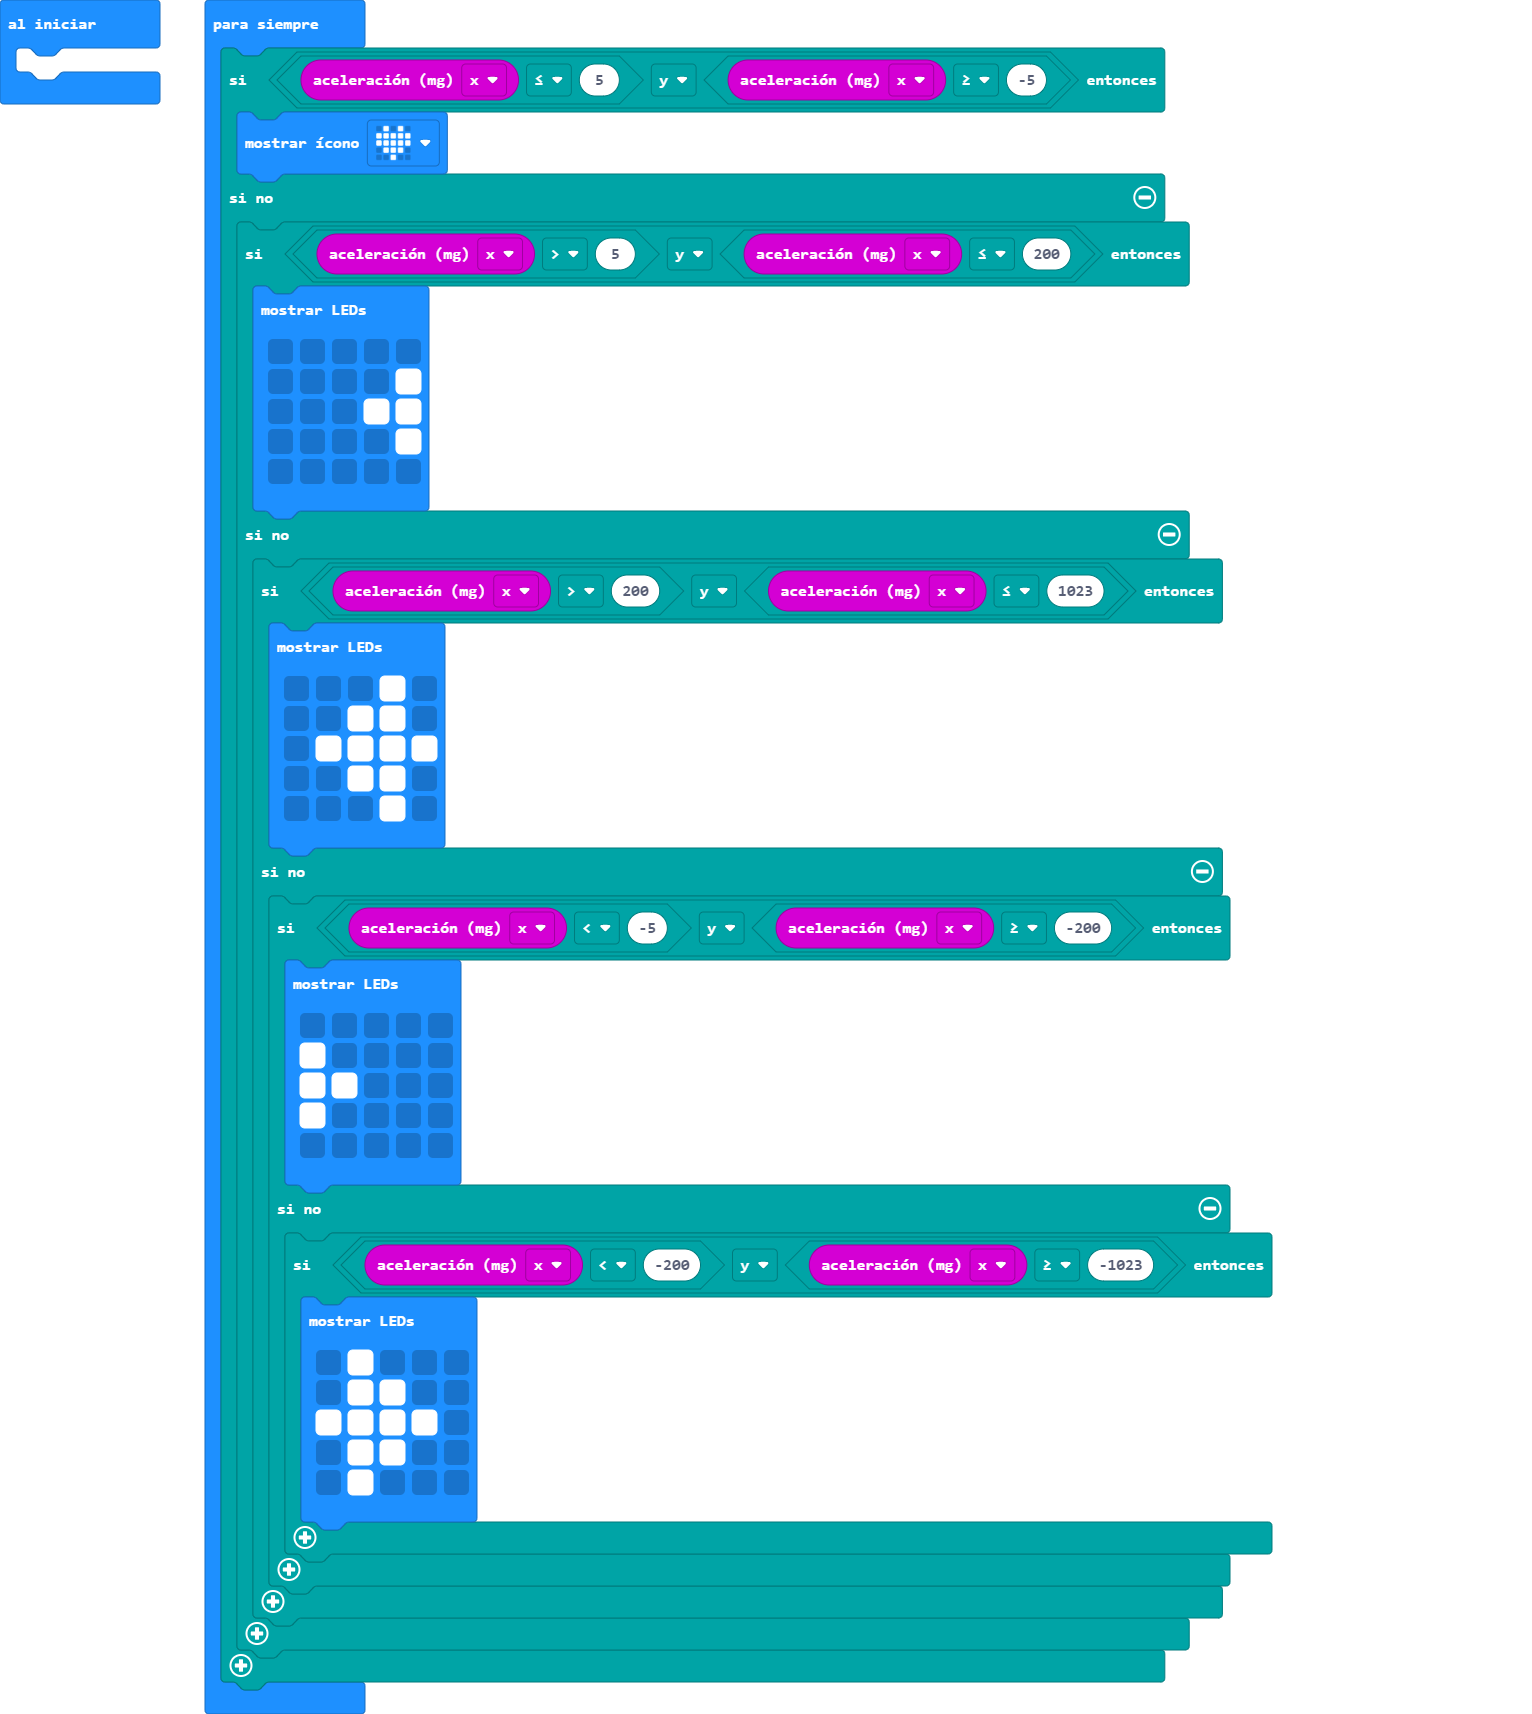 al iniciar
para siempre
si aceleración (mg) x ≤ 5 y aceleración (mg) x ≥ -5 entonces
mostrar ícono
si no
si aceleración (mg) x > 5 y aceleración (mg) x ≤ 200 entonces
mostrar LEDs
si no
si aceleración (mg) x > 200 y aceleración (mg) x ≤ 1023 entonces
mostrar LEDs
si no
si aceleración (mg) x < -5 y aceleración (mg) x ≥ -200 entonces
mostrar LEDs
si no
si aceleración (mg) x < -200 y aceleración (mg) x ≥ -1023 entonces
mostrar LEDs